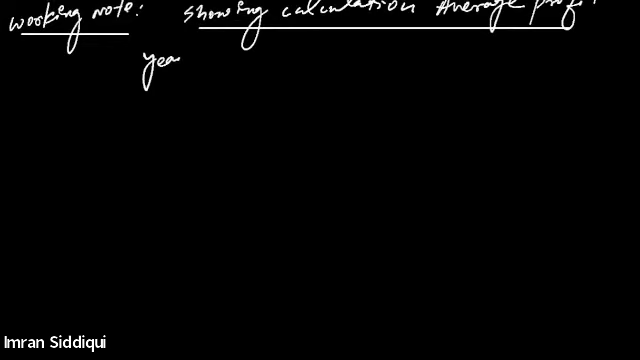 working note: showing calculation Average profit
Yea
Imran Siddiqui